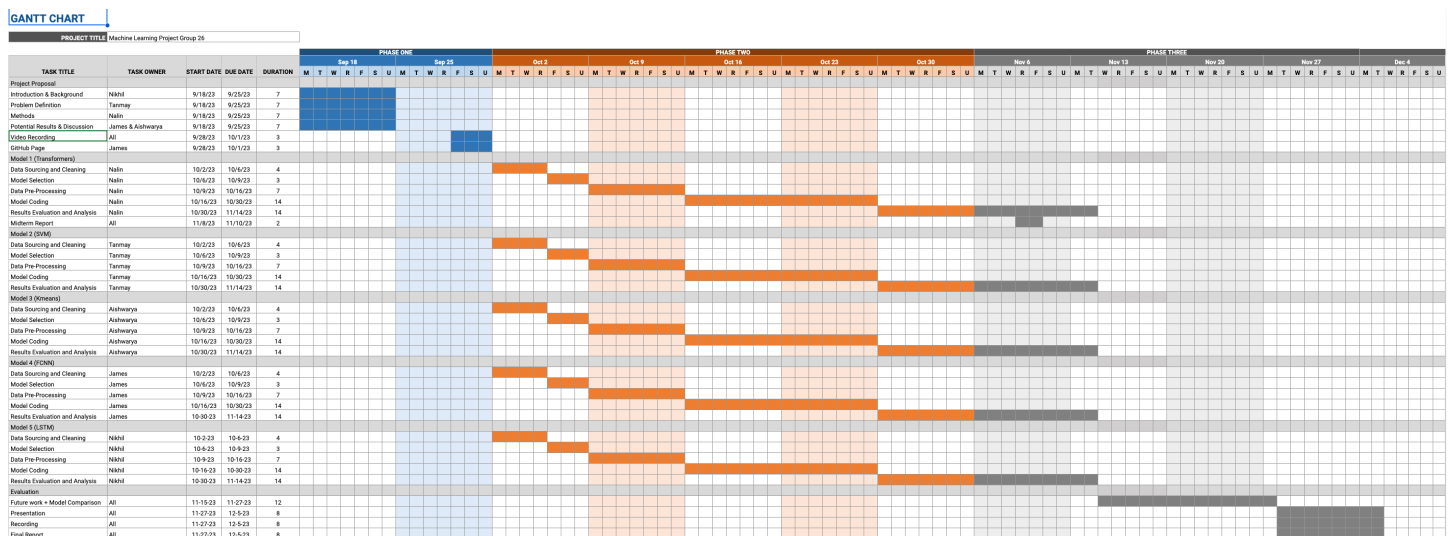 GANTT CHART
PROJECT TITLE Machine Learning Project Group 26
PHASE ONE PHASE TWO PHASE THREE
Sep 18 Sep 25 Oct 2 Oct 9 Oct 16 Oct 23 Oct 30 Nov 6 Nov 13 Nov 20 Nov 27 Dec 4
TASK TITLE TASK OWNER START DATE DUE DATE DURATION M T W R F S U M T W R F S U M T W R F S U M T W R F S U M T W R F S U M T W R F S U M T W R F S U M T W R F S U M T W R F S U M T W R F S U M T W R F S U M T W R F S
Project Proposal
Introduction & Background Nikhil 9/18/23 9/25/23 7
Problem Definition Tanmay 9/18/23 9/25/23 7
Methods Nalin 9/18/23 9/25/23 7
Potential Results & Discussion James & Aishwarya 9/18/23 9/25/23 7
Video Recording All 9/28/23 10/1/23 3
GitHub Page James 9/28/23 10/1/23 3
Model 1 (Transformers)
Data Sourcing and Cleaning Nalin 10/2/23 10/6/23 4
Model Selection Nalin 10/6/23 10/9/23 3
Data Pre-Processing Nalin 10/9/23 10/16/23 7
Model Coding Nalin 10/16/23 10/30/23 14
Results Evaluation and Analysis Nalin 10/30/23 11/14/23 14
Midterm Report All 11/8/23 11/10/23 2
Model 2 (SVM)
Data Sourcing and Cleaning Tanmay 10/2/23 10/6/23 4
Model Selection Tanmay 10/6/23 10/9/23 3
Data Pre-Processing Tanmay 10/9/23 10/16/23 7
Model Coding Tanmay 10/16/23 10/30/23 14
Results Evaluation and Analysis Tanmay 10/30/23 11/14/23 14
Model 3 (Kmeans)
Data Sourcing and Cleaning Aishwarya 10/2/23 10/6/23 4
Model Selection Aishwarya 10/6/23 10/9/23 3
Data Pre-Processing Aishwarya 10/9/23 10/16/23 7
Model Coding Aishwarya 10/16/23 10/30/23 14
Results Evaluation and Analysis Aishwarya 10/30/23 11/14/23 14
Model 4 (FCNN)
Data Sourcing and Cleaning James 10/2/23 10/6/23 4
Model Selection James 10/6/23 10/9/23 3
Data Pre-Processing James 10/9/23 10/16/23 7
Model Coding James 10/16/23 10/30/23 14
Results Evaluation and Analysis James 10-30-23 11-14-23 14
Model 5 (LSTM)
Data Sourcing and Cleaning Nikhil 10-2-23 10-6-23 4
Model Selection Nikhil 10-6-23 10-9-23 3
Data Pre-Processing Nikhil 10-9-23 10-16-23 7
Model Coding Nikhil 10-16-23 10-30-23 14
Results Evaluation and Analysis Nikhil 10-30-23 11-14-23 14
Evaluation
Future work + Model Comparison All 11-15-23 11-27-23 12
Presentation All 11-27-23 12-5-23 8
Recording All 11-27-23 12-5-23 8
Final Report All 11-27-23 12-5-23 8